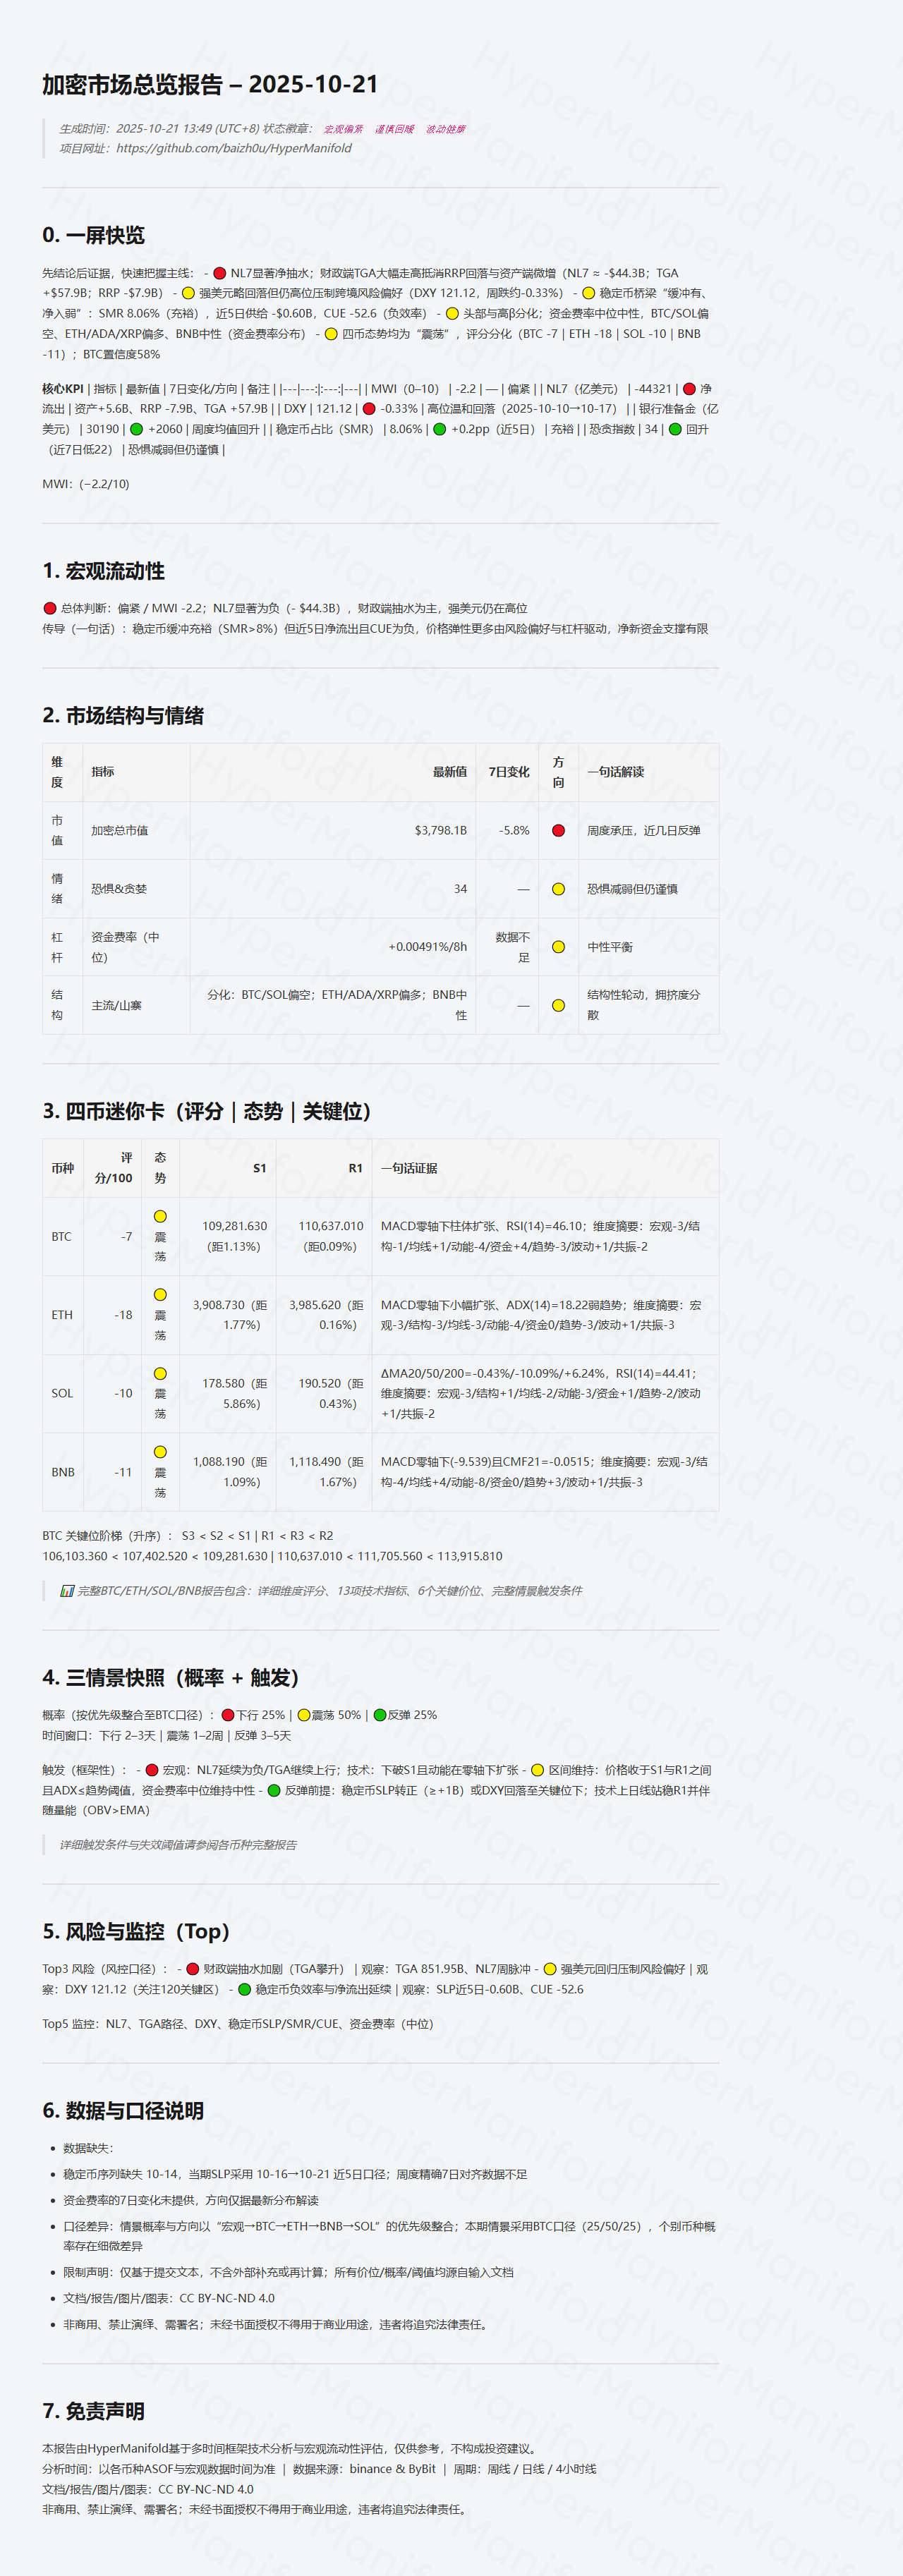 加密市场总览报告 – 2025-10-21
生成时间：2025-10-21 13:49 (UTC+8) 状态徽章： 宏观偏紧 谨慎回暖 波动健康
项目网址：https://github.com/baizh0u/HyperManifold
0. 一屏快览
先结论后证据，快速把握主线： - 🔴 NL7显著净抽水；财政端TGA大幅走高抵消RRP回落与资产端微增（NL7 ≈ -$44.3B；TGA
+$57.9B；RRP -$7.9B） - 🟡 强美元略回落但仍高位压制跨境风险偏好（DXY 121.12，周跌约-0.33%） - 🟡 稳定币桥梁“缓冲有、
净入弱”：SMR 8.06%（充裕），近5日供给 -$0.60B，CUE -52.6（负效率） - 🟡 头部与高β分化；资金费率中位中性，BTC/SOL偏
空、ETH/ADA/XRP偏多、BNB中性（资金费率分布） - 🟡 四币态势均为“震荡”，评分分化（BTC -7 | ETH -18 | SOL -10 | BNB
-11）；BTC置信度58%
核心KPI | 指标 | 最新值 | 7日变化/方向 | 备注 | |---|---:|:---:|---| | MWI（0–10） | -2.2 | — | 偏紧 | | NL7（亿美元） | -44321 | 🔴 净
流出 | 资产+5.6B、RRP -7.9B、TGA +57.9B | | DXY | 121.12 | 🔴 -0.33% | 高位温和回落（2025-10-10→10-17） | | 银行准备金（亿
美元） | 30190 | 🟢 +2060 | 周度均值回升 | | 稳定币占比（SMR） | 8.06% | 🟢 +0.2pp（近5日） | 充裕 | | 恐贪指数 | 34 | 🟢 回升
（近7日低22） | 恐惧减弱但仍谨慎 |
MWI：(−2.2/10)
1. 宏观流动性
🔴 总体判断：偏紧 / MWI -2.2；NL7显著为负（- $44.3B），财政端抽水为主，强美元仍在高位
传导（一句话）：稳定币缓冲充裕（SMR>8%）但近5日净流出且CUE为负，价格弹性更多由风险偏好与杠杆驱动，净新资金支撑有限
2. 市场结构与情绪
维度 指标 最新值 7日变化 方向 一句话解读
市值 加密总市值 $3,798.1B -5.8% 🔴 周度承压，近几日反弹
情绪 恐惧&贪婪 34 — 🟡 恐惧减弱但仍谨慎
杠杆 资金费率（中位） +0.00491%/8h 数据不足 🟡 中性平衡
结构 主流/山寨 分化：BTC/SOL偏空；ETH/ADA/XRP偏多；BNB中性 — 🟡 结构性轮动，拥挤度分散
3. 四币迷你卡（评分｜态势｜关键位）
币种 评分/100 态势 S1 R1 一句话证据
BTC -7 🟡 震荡 109,281.630（距1.13%） 110,637.010（距0.09%） MACD零轴下柱体扩张、RSI(14)=46.10；维度摘要：宏观-3/结构-1/均线+1/动能-4/资金+4/趋势-3/波动+1/共振-2
ETH -18 🟡 震荡 3,908.730（距1.77%） 3,985.620（距0.16%） MACD零轴下小幅扩张、ADX(14)=18.22弱趋势；维度摘要：宏观-3/结构-3/均线-3/动能-4/资金0/趋势-3/波动+1/共振-3
SOL -10 🟡 震荡 178.580（距5.86%） 190.520（距0.43%） ΔMA20/50/200=-0.43%/-10.09%/+6.24%，RSI(14)=44.41；维度摘要：宏观-3/结构+1/均线-2/动能-3/资金+1/趋势-2/波动+1/共振-2
BNB -11 🟡 震荡 1,088.190（距1.09%） 1,118.490（距1.67%） MACD零轴下(-9.539)且CMF21=-0.0515；维度摘要：宏观-3/结构-4/均线+4/动能-8/资金0/趋势+3/波动+1/共振-3
BTC 关键位阶梯（升序）： S3 < S2 < S1 | R1 < R3 < R2
106,103.360 < 107,402.520 < 109,281.630 | 110,637.010 < 111,705.560 < 113,915.810
📊 完整BTC/ETH/SOL/BNB报告包含：详细维度评分、13项技术指标、6个关键价位、完整情景触发条件
4. 三情景快照（概率 + 触发）
概率（按优先级整合至BTC口径）：🔴下行 25% | 🟡震荡 50% | 🟢反弹 25%
时间窗口：下行 2–3天 | 震荡 1–2周 | 反弹 3–5天
触发（框架性）： - 🔴 宏观：NL7延续为负/TGA继续上行；技术：下破S1且动能在零轴下扩张 - 🟡 区间维持：价格收于S1与R1之间
且ADX≤趋势阈值，资金费率中位维持中性 - 🟢 反弹前提：稳定币SLP转正（≥+1B）或DXY回落至关键位下；技术上日线站稳R1并伴
随量能（OBV>EMA）
详细触发条件与失效阈值请参阅各币种完整报告
5. 风险与监控（Top）
Top3 风险（风控口径）： - 🔴 财政端抽水加剧（TGA攀升）｜观察：TGA 851.95B、NL7周脉冲 - 🟡 强美元回归压制风险偏好｜观
察：DXY 121.12（关注120关键区） - 🟢 稳定币负效率与净流出延续｜观察：SLP近5日-0.60B、CUE -52.6
Top5 监控：NL7、TGA路径、DXY、稳定币SLP/SMR/CUE、资金费率（中位）
6. 数据与口径说明
• 数据缺失：
• 稳定币序列缺失 10-14，当期SLP采用 10-16→10-21 近5日口径；周度精确7日对齐数据不足
• 资金费率的7日变化未提供，方向仅据最新分布解读
• 口径差异：情景概率与方向以“宏观→BTC→ETH→BNB→SOL”的优先级整合；本期情景采用BTC口径（25/50/25），个别币种概
率存在细微差异
• 限制声明：仅基于提交文本，不含外部补充或再计算；所有价位/概率/阈值均源自输入文档
• 文档/报告/图片/图表：CC BY-NC-ND 4.0
• 非商用、禁止演绎、需署名；未经书面授权不得用于商业用途，违者将追究法律责任。
7. 免责声明
本报告由HyperManifold基于多时间框架技术分析与宏观流动性评估，仅供参考，不构成投资建议。
分析时间：以各币种ASOF与宏观数据时间为准 ｜ 数据来源：binance & ByBit ｜ 周期：周线 / 日线 / 4小时线
文档/报告/图片/图表：CC BY-NC-ND 4.0
非商用、禁止演绎、需署名；未经书面授权不得用于商业用途，违者将追究法律责任。
HyperManifold